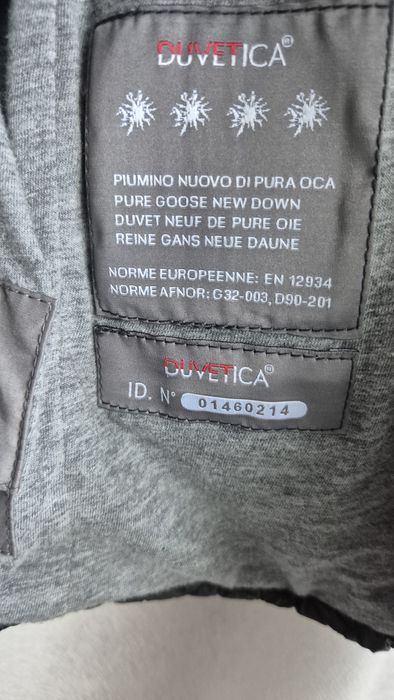 DUVETICA®
PIUMINO NUOVO DI PURA OCA
PURE GOOSE NEW DOWN
DUVET NEUF DE PURE OIE
REINE GANS NEUE DAUNE
NORME EUROPEENNE: EN 12934
NORME AFNOR: G32-003, D90-201
DUVETICA®
ID. N° 01460214